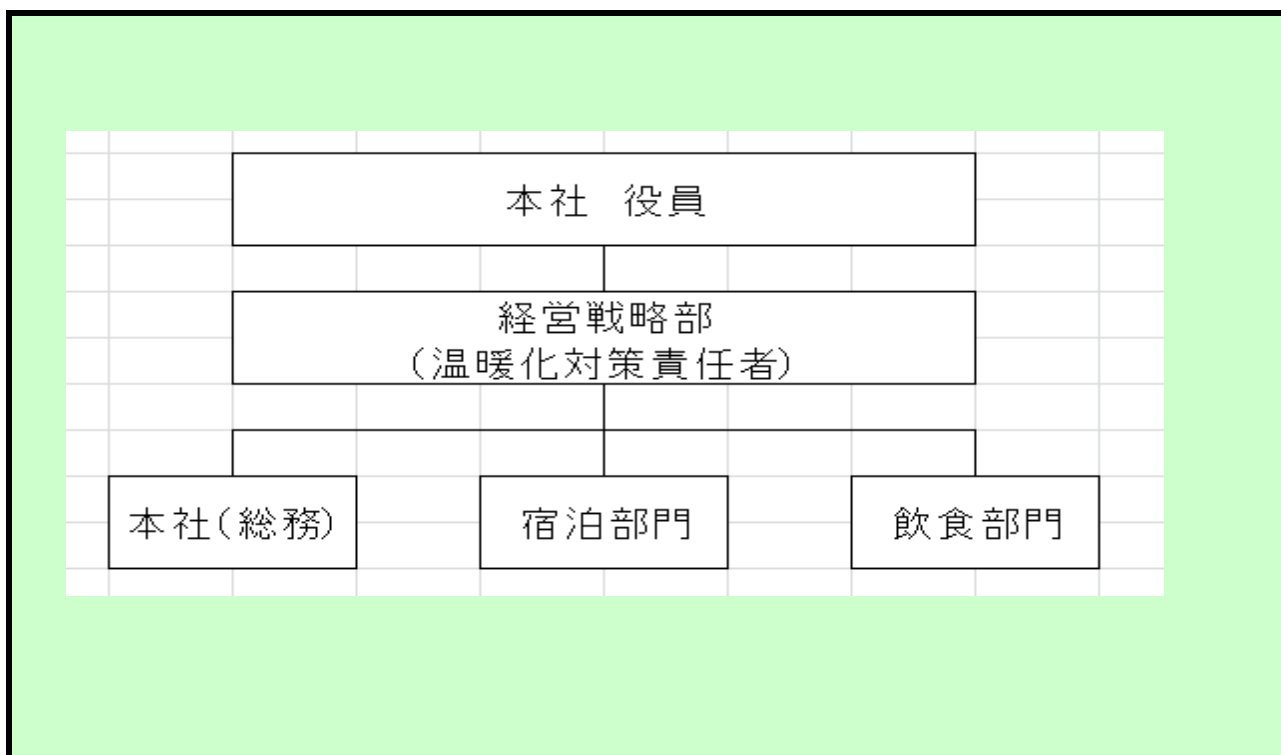 本社　役員
経営戦略部
(温暖化対策責任者)
本社(総務)
宿泊部門
飲食部門